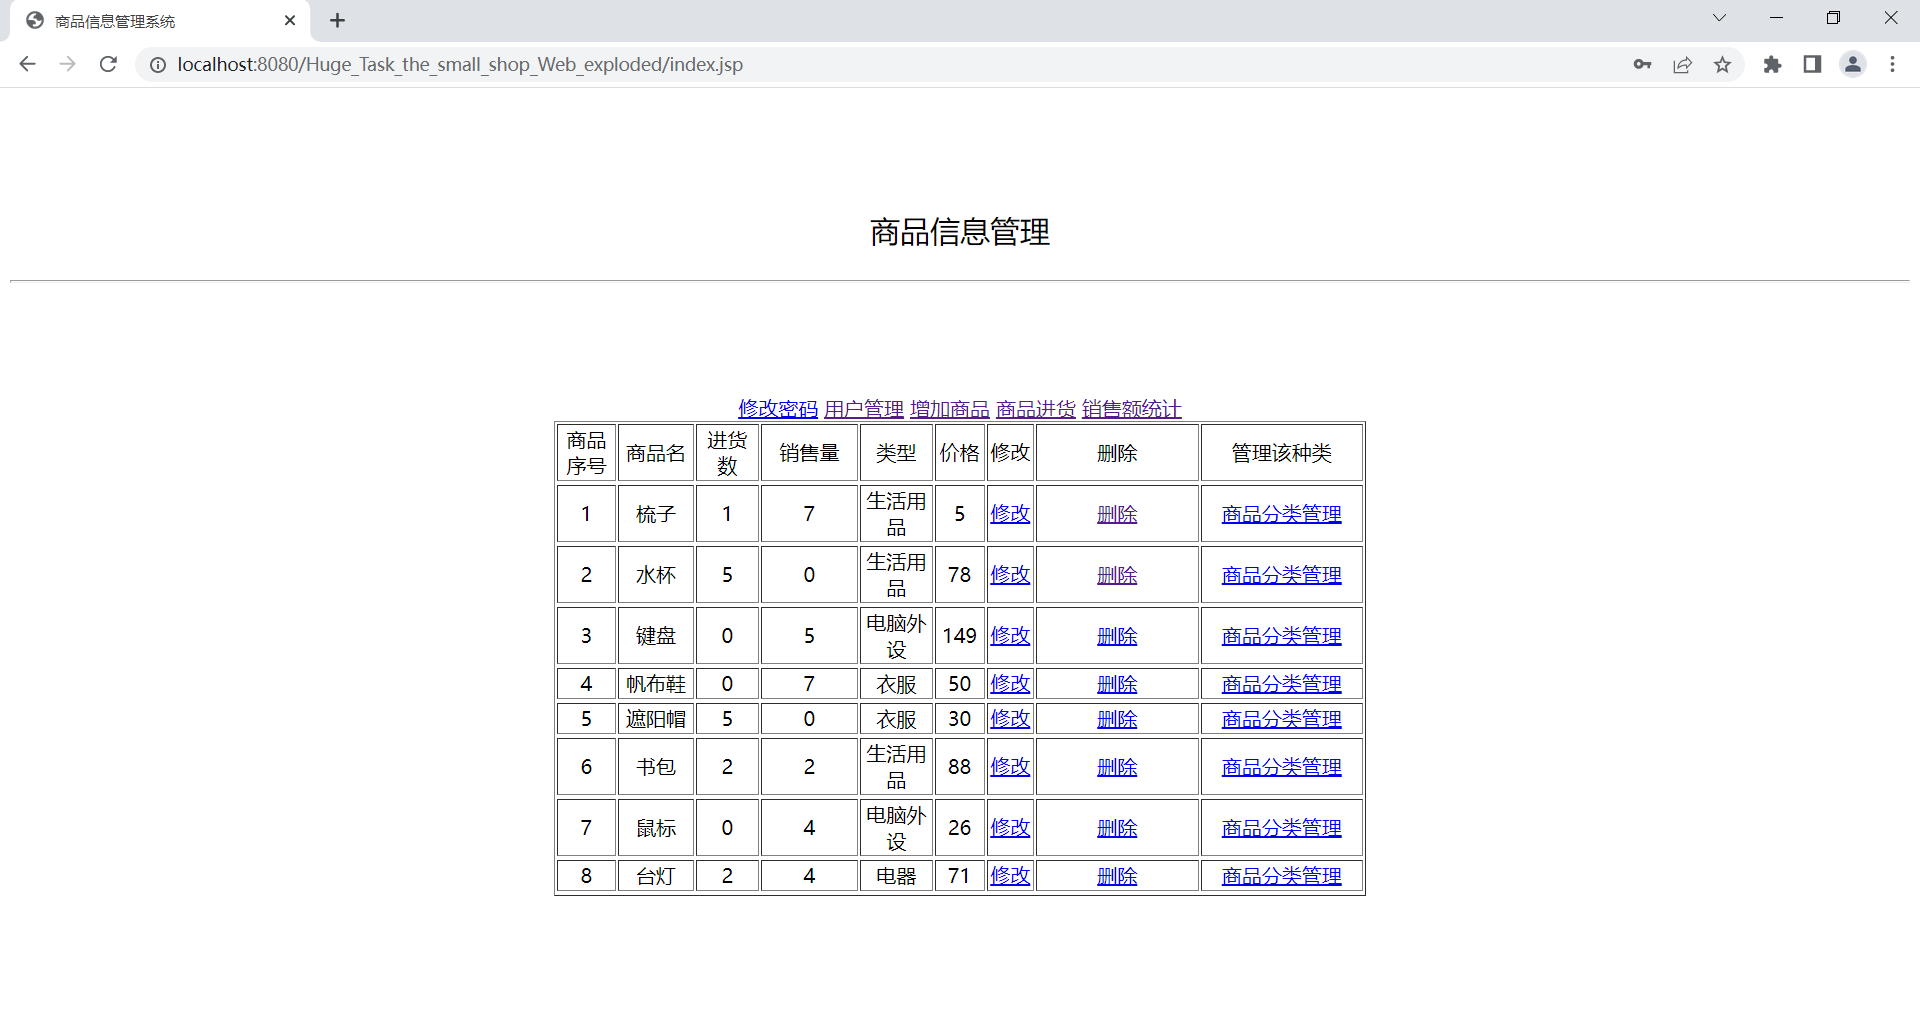 商品信息管理系统
localhost:8080/Huge_Task_the_small_shop_Web_exploded/index.jsp
商品信息管理
修改密码 用户管理 增加商品 商品进货 销售额统计
商品序号 商品名 进货数 销售量 类型 价格 修改 删除 管理该种类
1 梳子 1 7 生活用品 5 修改 删除 商品分类管理
2 水杯 5 0 生活用品 78 修改 删除 商品分类管理
3 键盘 0 5 电脑外设 149 修改 删除 商品分类管理
4 帆布鞋 0 7 衣服 50 修改 删除 商品分类管理
5 遮阳帽 5 0 衣服 30 修改 删除 商品分类管理
6 书包 2 2 生活用品 88 修改 删除 商品分类管理
7 鼠标 0 4 电脑外设 26 修改 删除 商品分类管理
8 台灯 2 4 电器 71 修改 删除 商品分类管理